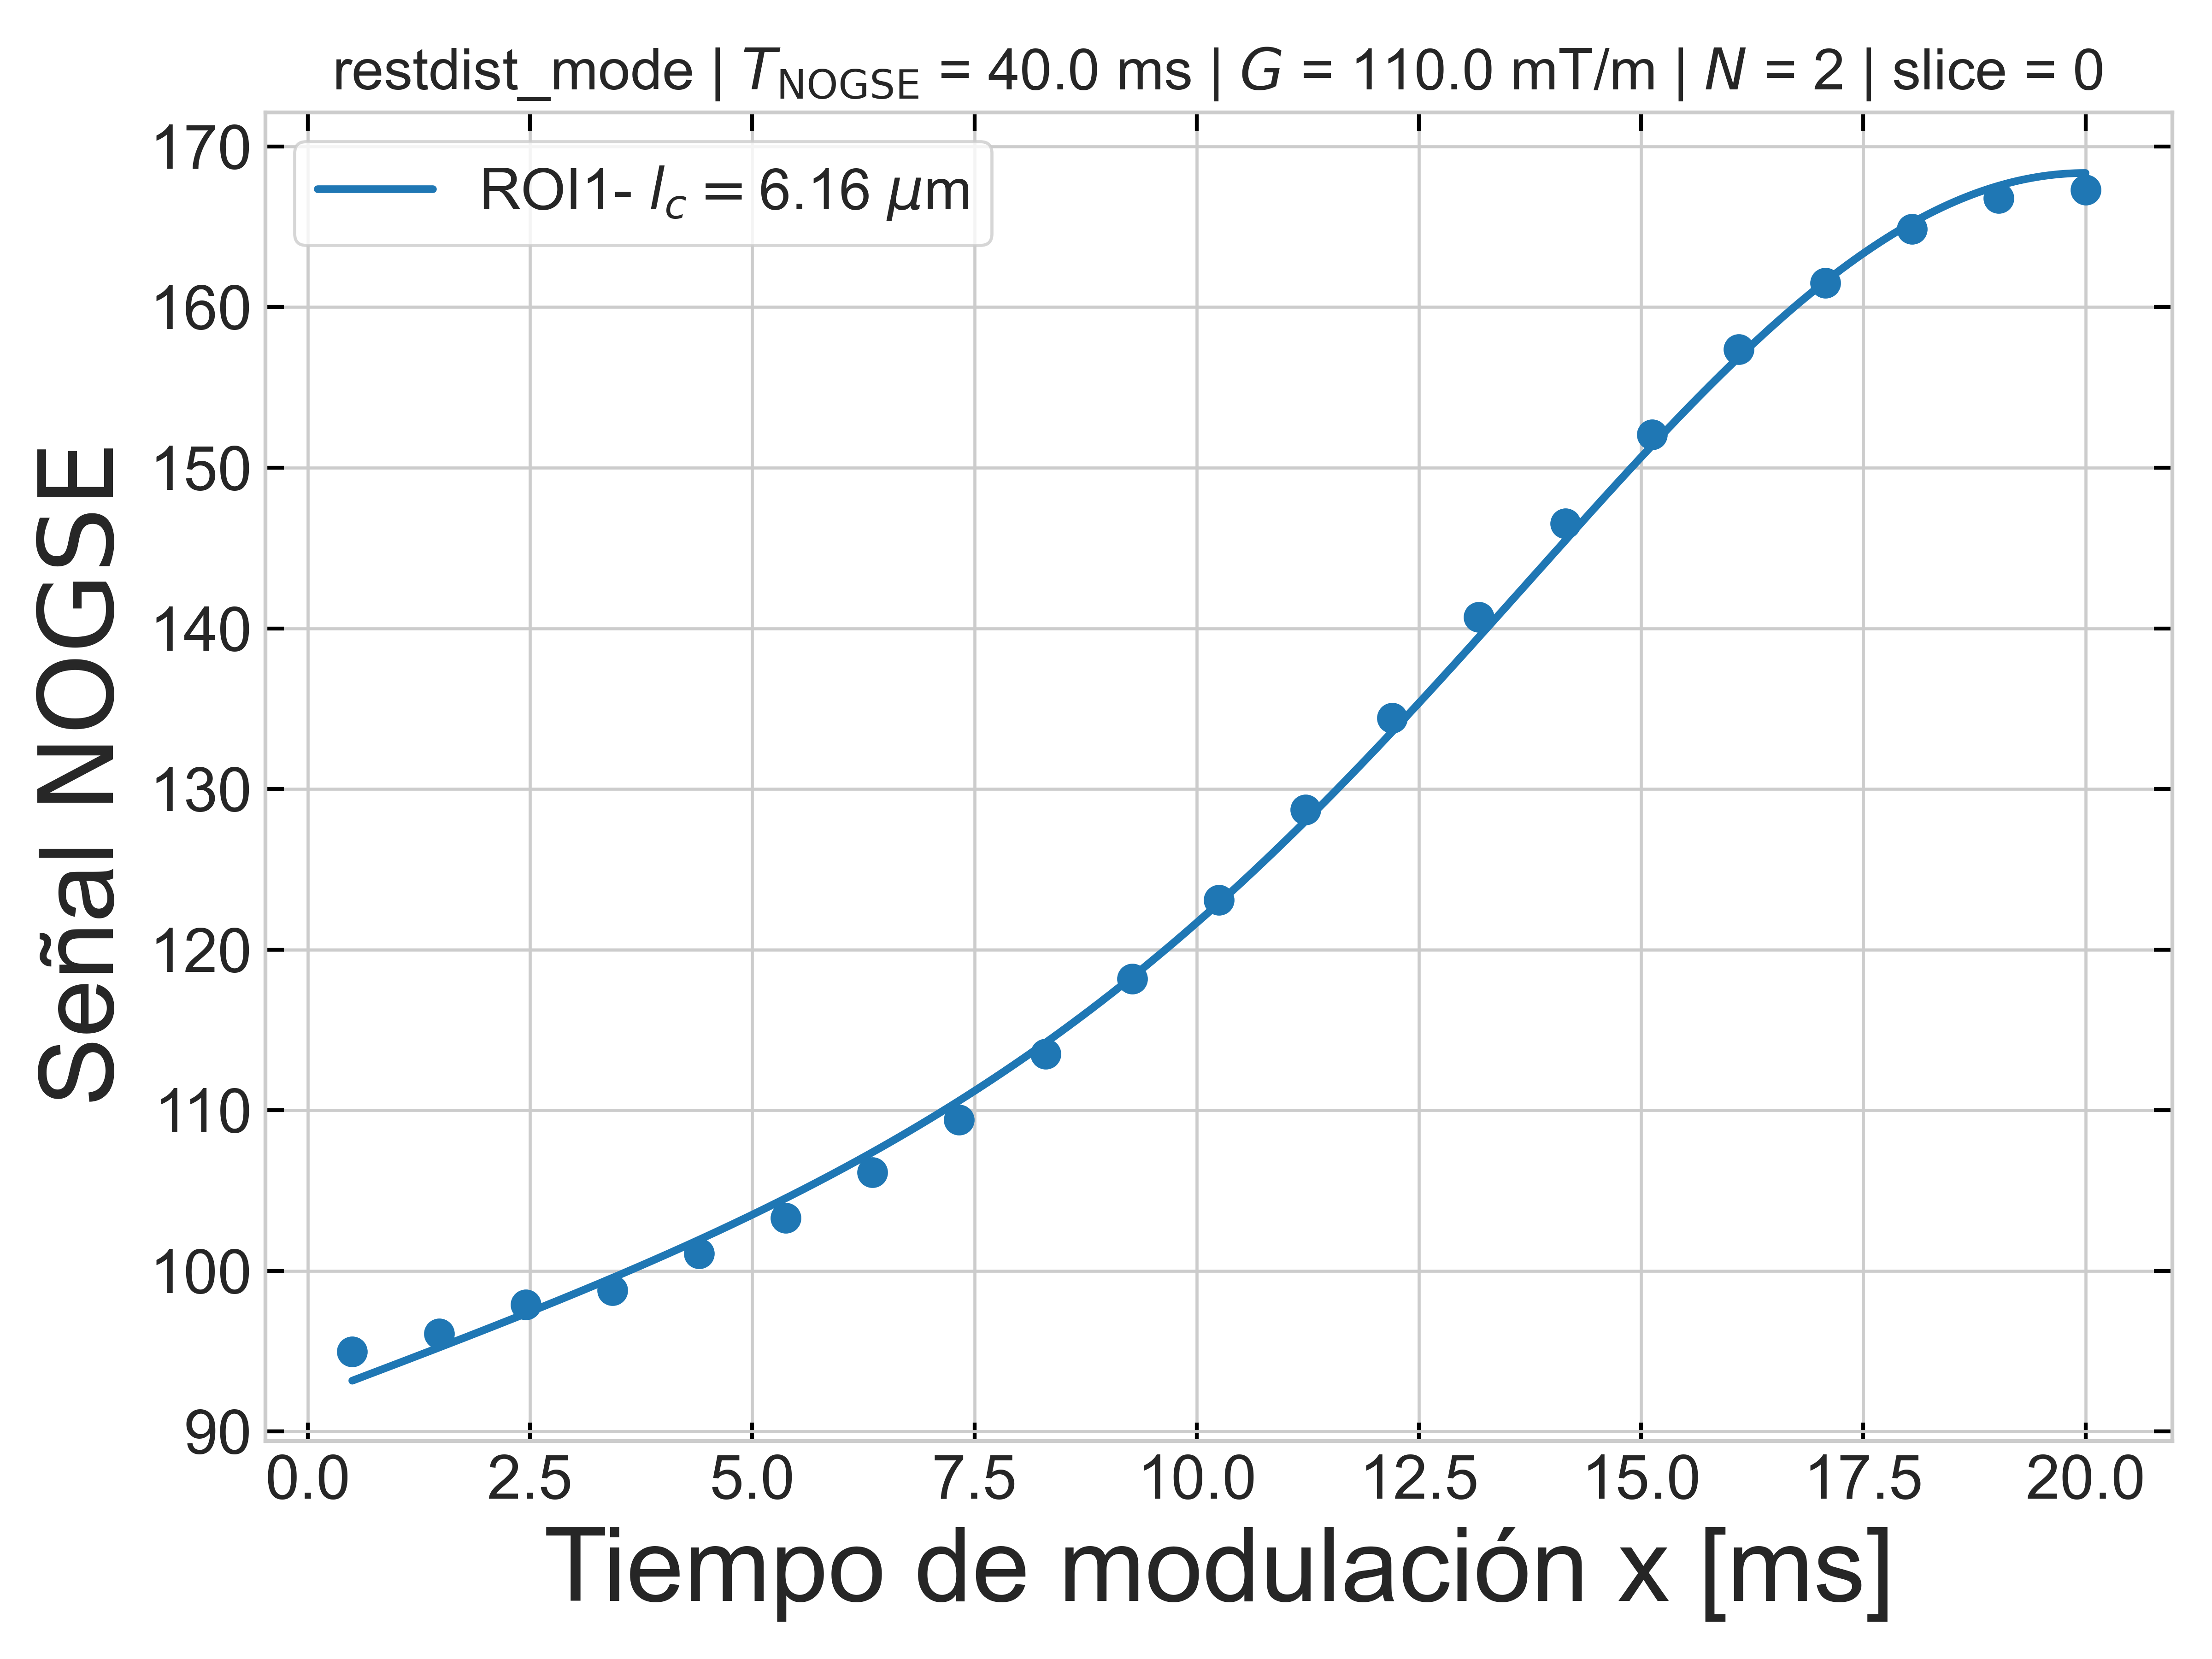 restdist_mode | T_NOGSE = 40.0 ms | G = 110.0 mT/m | N = 2 | slice = 0
ROI1- l_c = 6.16 μm
Señal NOGSE
170
160
150
140
130
120
110
100
90
0.0 2.5 5.0 7.5 10.0 12.5 15.0 17.5 20.0
Tiempo de modulación x [ms]